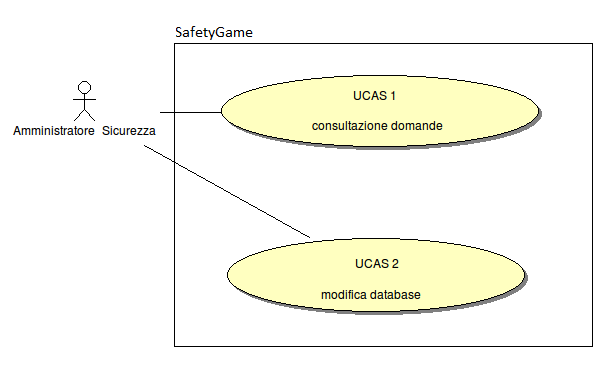 SafetyGame
UCAS 1
consultazione domande
Amministratore Sicurezza
UCAS 2
modifica database